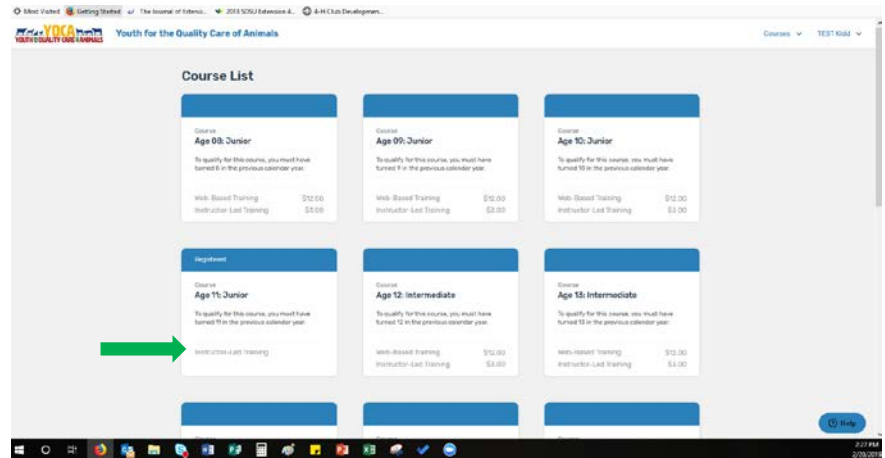 Most Visited Getting Started The Journal of Extensi... 2018 SDSU Extension 4... 4-H Club Developmen...
YQCA
YOUTH QUALITY CARE ANIMALS
Youth for the Quality Care of Animals
Courses TEST Kidd
Course List
Course
Age 08: Junior
To qualify for this course, you must have
turned 8 in the previous calendar year.
Web-Based Training $12.00
Instructor-Led Training $3.00
Course
Age 09: Junior
To qualify for this course, you must have
turned 9 in the previous calendar year.
Web-Based Training $12.00
Instructor-Led Training $3.00
Course
Age 10: Junior
To qualify for this course, you must have
turned 10 in the previous calendar year.
Web-Based Training $12.00
Instructor-Led Training $3.00
Registered
Course
Age 11: Junior
To qualify for this course, you must have
turned 11 in the previous calendar year.
Instructor-Led Training
Course
Age 12: Intermediate
To qualify for this course, you must have
turned 12 in the previous calendar year.
Web-Based Training $12.00
Instructor-Led Training $3.00
Course
Age 13: Intermediate
To qualify for this course, you must have
turned 13 in the previous calendar year.
Web-Based Training $12.00
Instructor-Led Training $3.00
Help
2:27 PM
2/20/2019